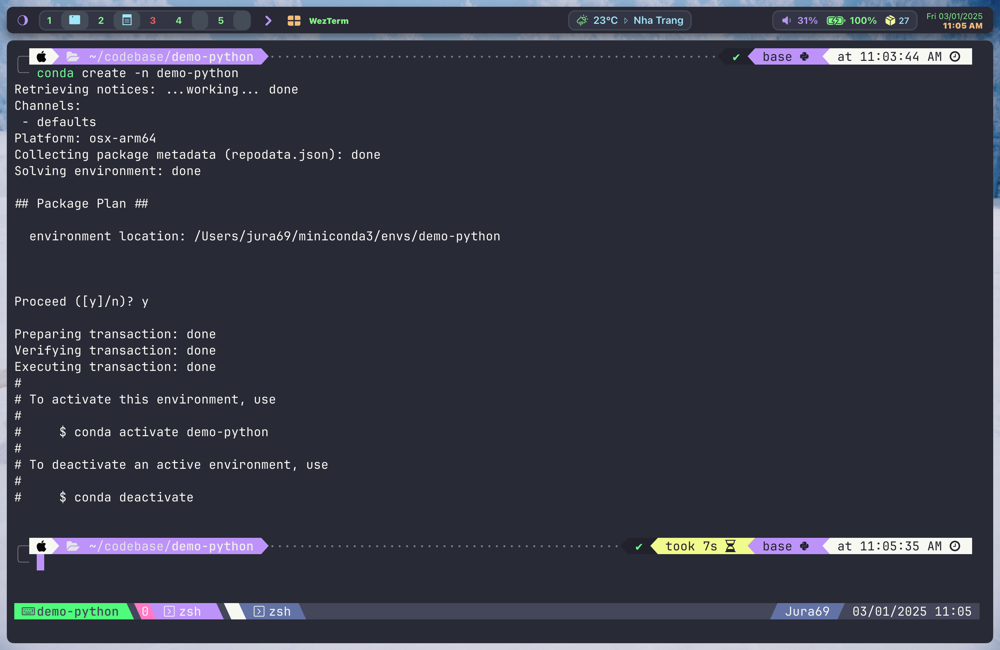 1 2 3 4 5 WezTerm 23°C Nha Trang 31% 100% 27 Fri 03/01/2025
11:05 AM
~/codebase/demo-python ✔ base at 11:03:44 AM
conda create -n demo-python
Retrieving notices: ...working... done
Channels:
 - defaults
Platform: osx-arm64
Collecting package metadata (repodata.json): done
Solving environment: done
## Package Plan ##
  environment location: /Users/jura69/miniconda3/envs/demo-python
Proceed ([y]/n)? y
Preparing transaction: done
Verifying transaction: done
Executing transaction: done
#
# To activate this environment, use
#
#     $ conda activate demo-python
#
# To deactivate an active environment, use
#
#     $ conda deactivate
~/codebase/demo-python ✔ took 7s base at 11:05:35 AM
demo-python 0 zsh zsh Jura69 03/01/2025 11:05